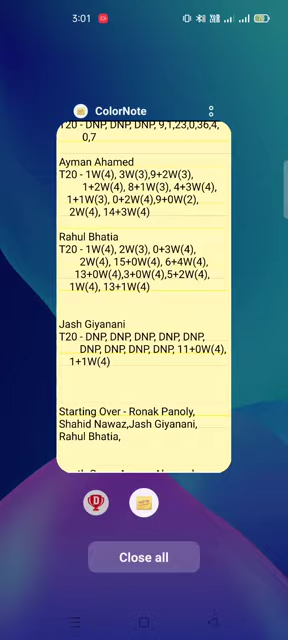 3:01
ColorNote
T20 - DNP, DNP, DNP, 9,1,23,0,36,4,
0,7
Ayman Ahamed
T20 - 1W(4), 3W(3),9+2W(3),
1+2W(4), 8+1W(3), 4+3W(4),
1+1W(3), 0+2W(4),9+0W(2),
2W(4), 14+3W(4)
Rahul Bhatia
T20 - 1W(4), 2W(3), 0+3W(4),
2W(4), 15+0W(4), 6+4W(4),
13+0W(4),3+0W(4),5+2W(4),
1W(4), 13+1W(4)
Jash Giyanani
T20 - DNP, DNP, DNP, DNP, DNP,
DNP, DNP, DNP, DNP, 11+0W(4),
1+1W(4)
Starting Over - Ronak Panoly,
Shahid Nawaz,Jash Giyanani,
Rahul Bhatia,
Close all